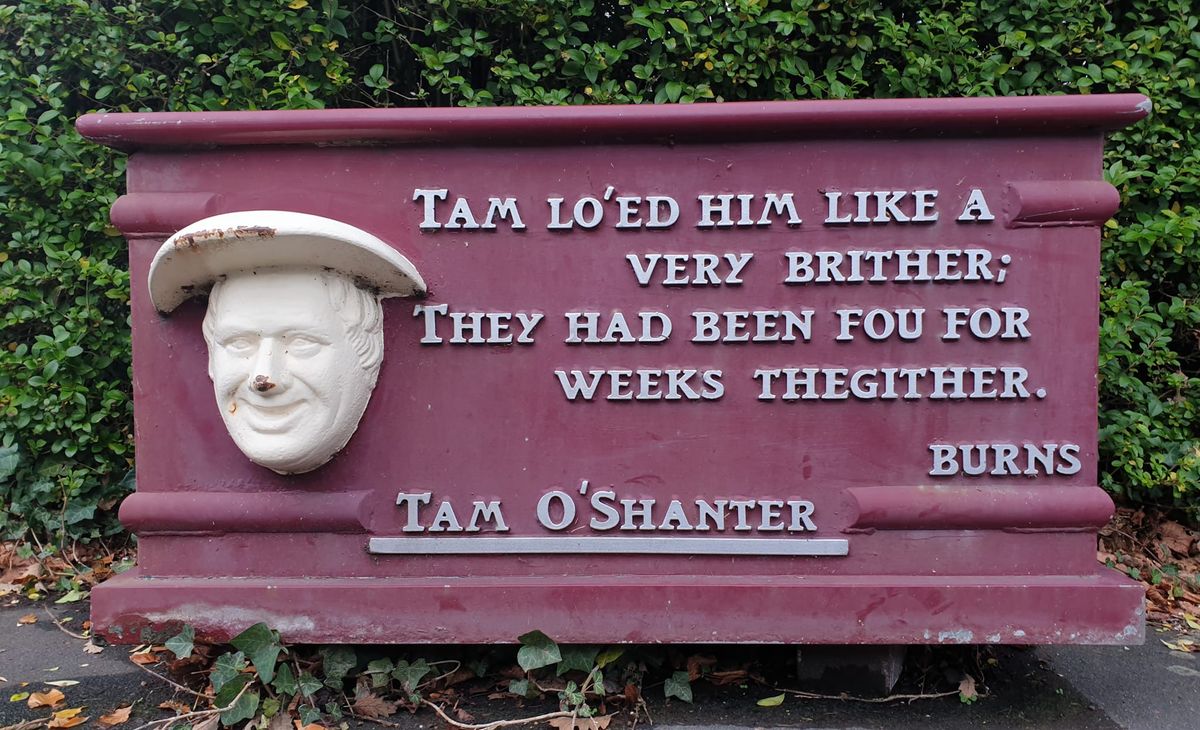 TAM LO'ED HIM LIKE A
VERY BRITHER;
THEY HAD BEEN FOU FOR
WEEKS THEGITHER.
BURNS
TAM O'SHANTER